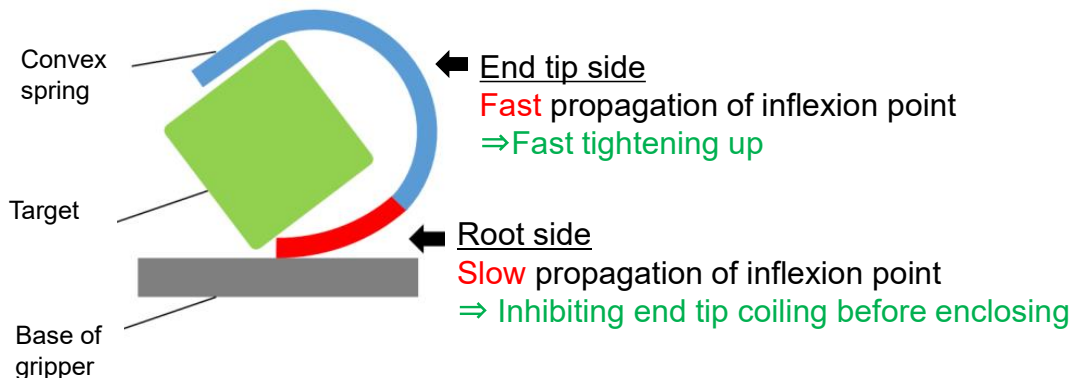 Convex
spring
Target
Base of
gripper
End tip side
Fast propagation of inflexion point
⇒Fast tightening up
Root side
Slow propagation of inflexion point
⇒ Inhibiting end tip coiling before enclosing